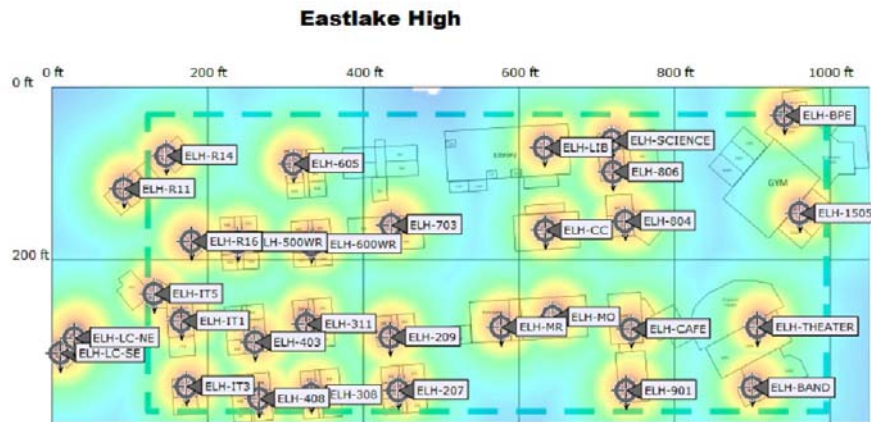 Eastlake High
0 ft 200 ft 400 ft 600 ft 800 ft 1000 ft
0 ft
ELH-BPE
ELH-R14
ELH-605
ELH-LIB
ELH-SCIENCE
Library
ELH-R11
ELH-806
GYM
ELH-703
ELH-CC
ELH-804
ELH-1505
ELH-R16
LH-500WR
ELH-600WR
200 ft
ELH-IT5
ELH-IT1
ELH-311
ELH-MO
ELH-LC-NE
ELH-403
ELH-209
ELH-MR
ELH-CAFE
ELH-THEATER
ELH-LC-SE
ELH-IT3
ELH-408
ELH-308
ELH-207
ELH-901
ELH-BAND